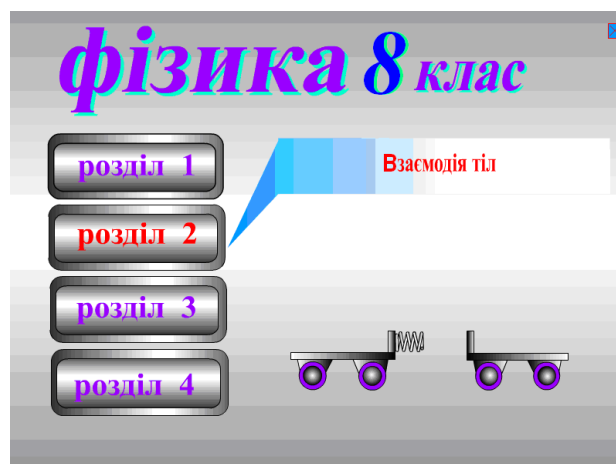 фізика 8 клас
розділ 1
Взаємодія тіл
розділ 2
розділ 3
розділ 4